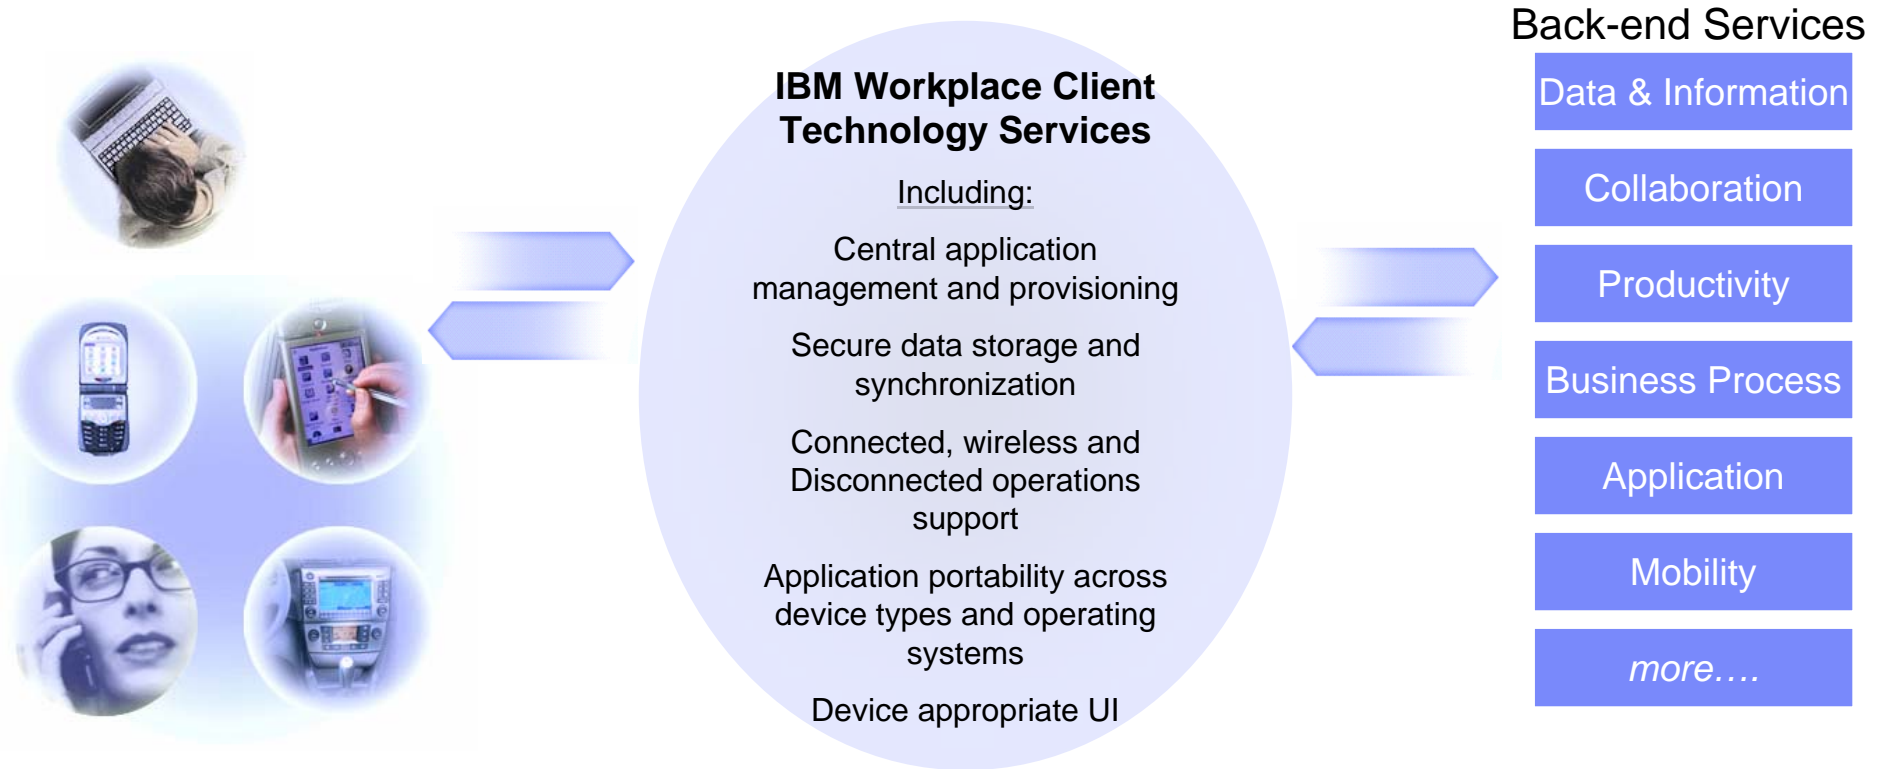 Back-end Services
IBM Workplace Client
Technology Services
Including:
Central application
management and provisioning
Secure data storage and
synchronization
Connected, wireless and
Disconnected operations
support
Application portability across
device types and operating
systems
Device appropriate UI
Data & Information
Collaboration
Productivity
Business Process
Application
Mobility
more….